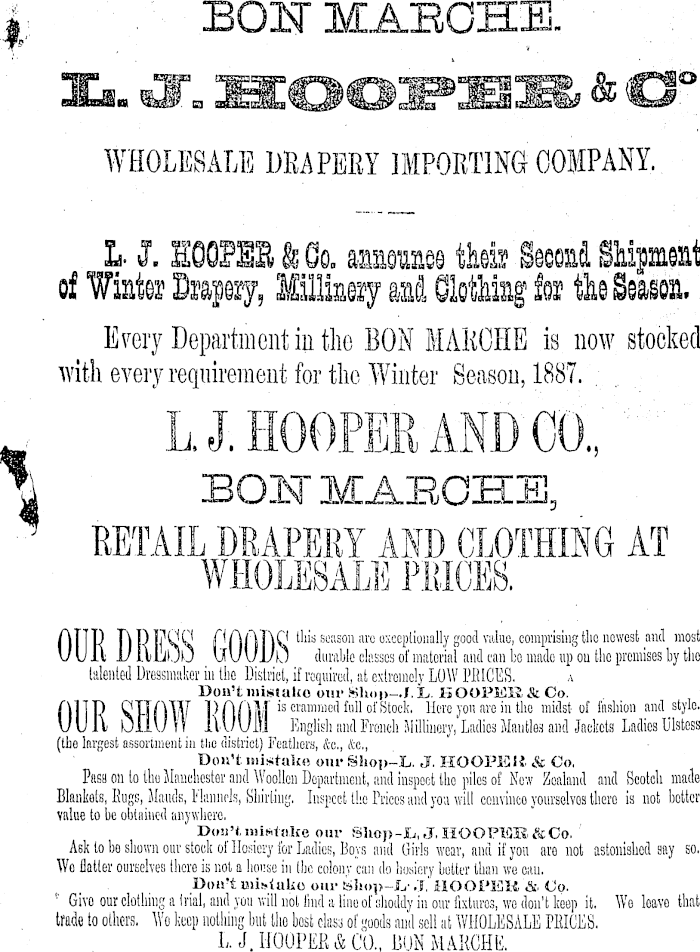 BON MARCHE.
L. J. HOOPER & Co
WHOLESALE DRAPERY IMPORTING COMPANY.
L. J. HOOPER & Co. announce their Second Shipment
of Winter Drapery, Millinery and Clothing for the Season.
Every Department in the BON MARCHE is now stocked
with every requirement for the Winter Season, 1887.
L. J. HOOPER AND CO.,
BON MARCHE,
RETAIL DRAPERY AND CLOTHING AT
WHOLESALE PRICES.
OUR DRESS GOODS this season are exceptionally good value, comprising the newest and most
durable classes of material and can be made up on the premises by the
talented Dressmaker in the District, if required, at extremely LOW PRICES.
Don't mistake our Shop—J. L. HOOPER & Co.
OUR SHOW ROOM is crammed full of Stock. Here you are in the midst of fashion and style.
English and French Millinery, Ladies Mantles and Jackets Ladies Ulstess
(the largest assortment in the district) Feathers, &c., &c.,
Don't mistake our Shop—L. J. HOOPER & Co.
Pass on to the Manchester and Woollen Department, and inspect the piles of New Zealand and Scotch made
Blankets, Rugs, Mauds, Flannels, Shirting. Inspect the Prices and you will convince yourselves there is not better
value to be obtained anywhere.
Don't mistake our Shop—L. J. HOOPER & Co.
Ask to be shown our stock of Hosiery for Ladies, Boys and Girls wear, and if you are not astonished say so.
We flatter ourselves there is not a house in the colony can do hosiery better than we can.
Don't mistake our Shop—L J. HOOPER & Co.
Give our clothing a trial, and you will not find a line of shoddy in our fixtures, we don't keep it. We leave that
trade to others. We keep nothing but the best class of goods and sell at WHOLESALE PRICES.
L. J. HOOPER & CO., BON MARCHE.